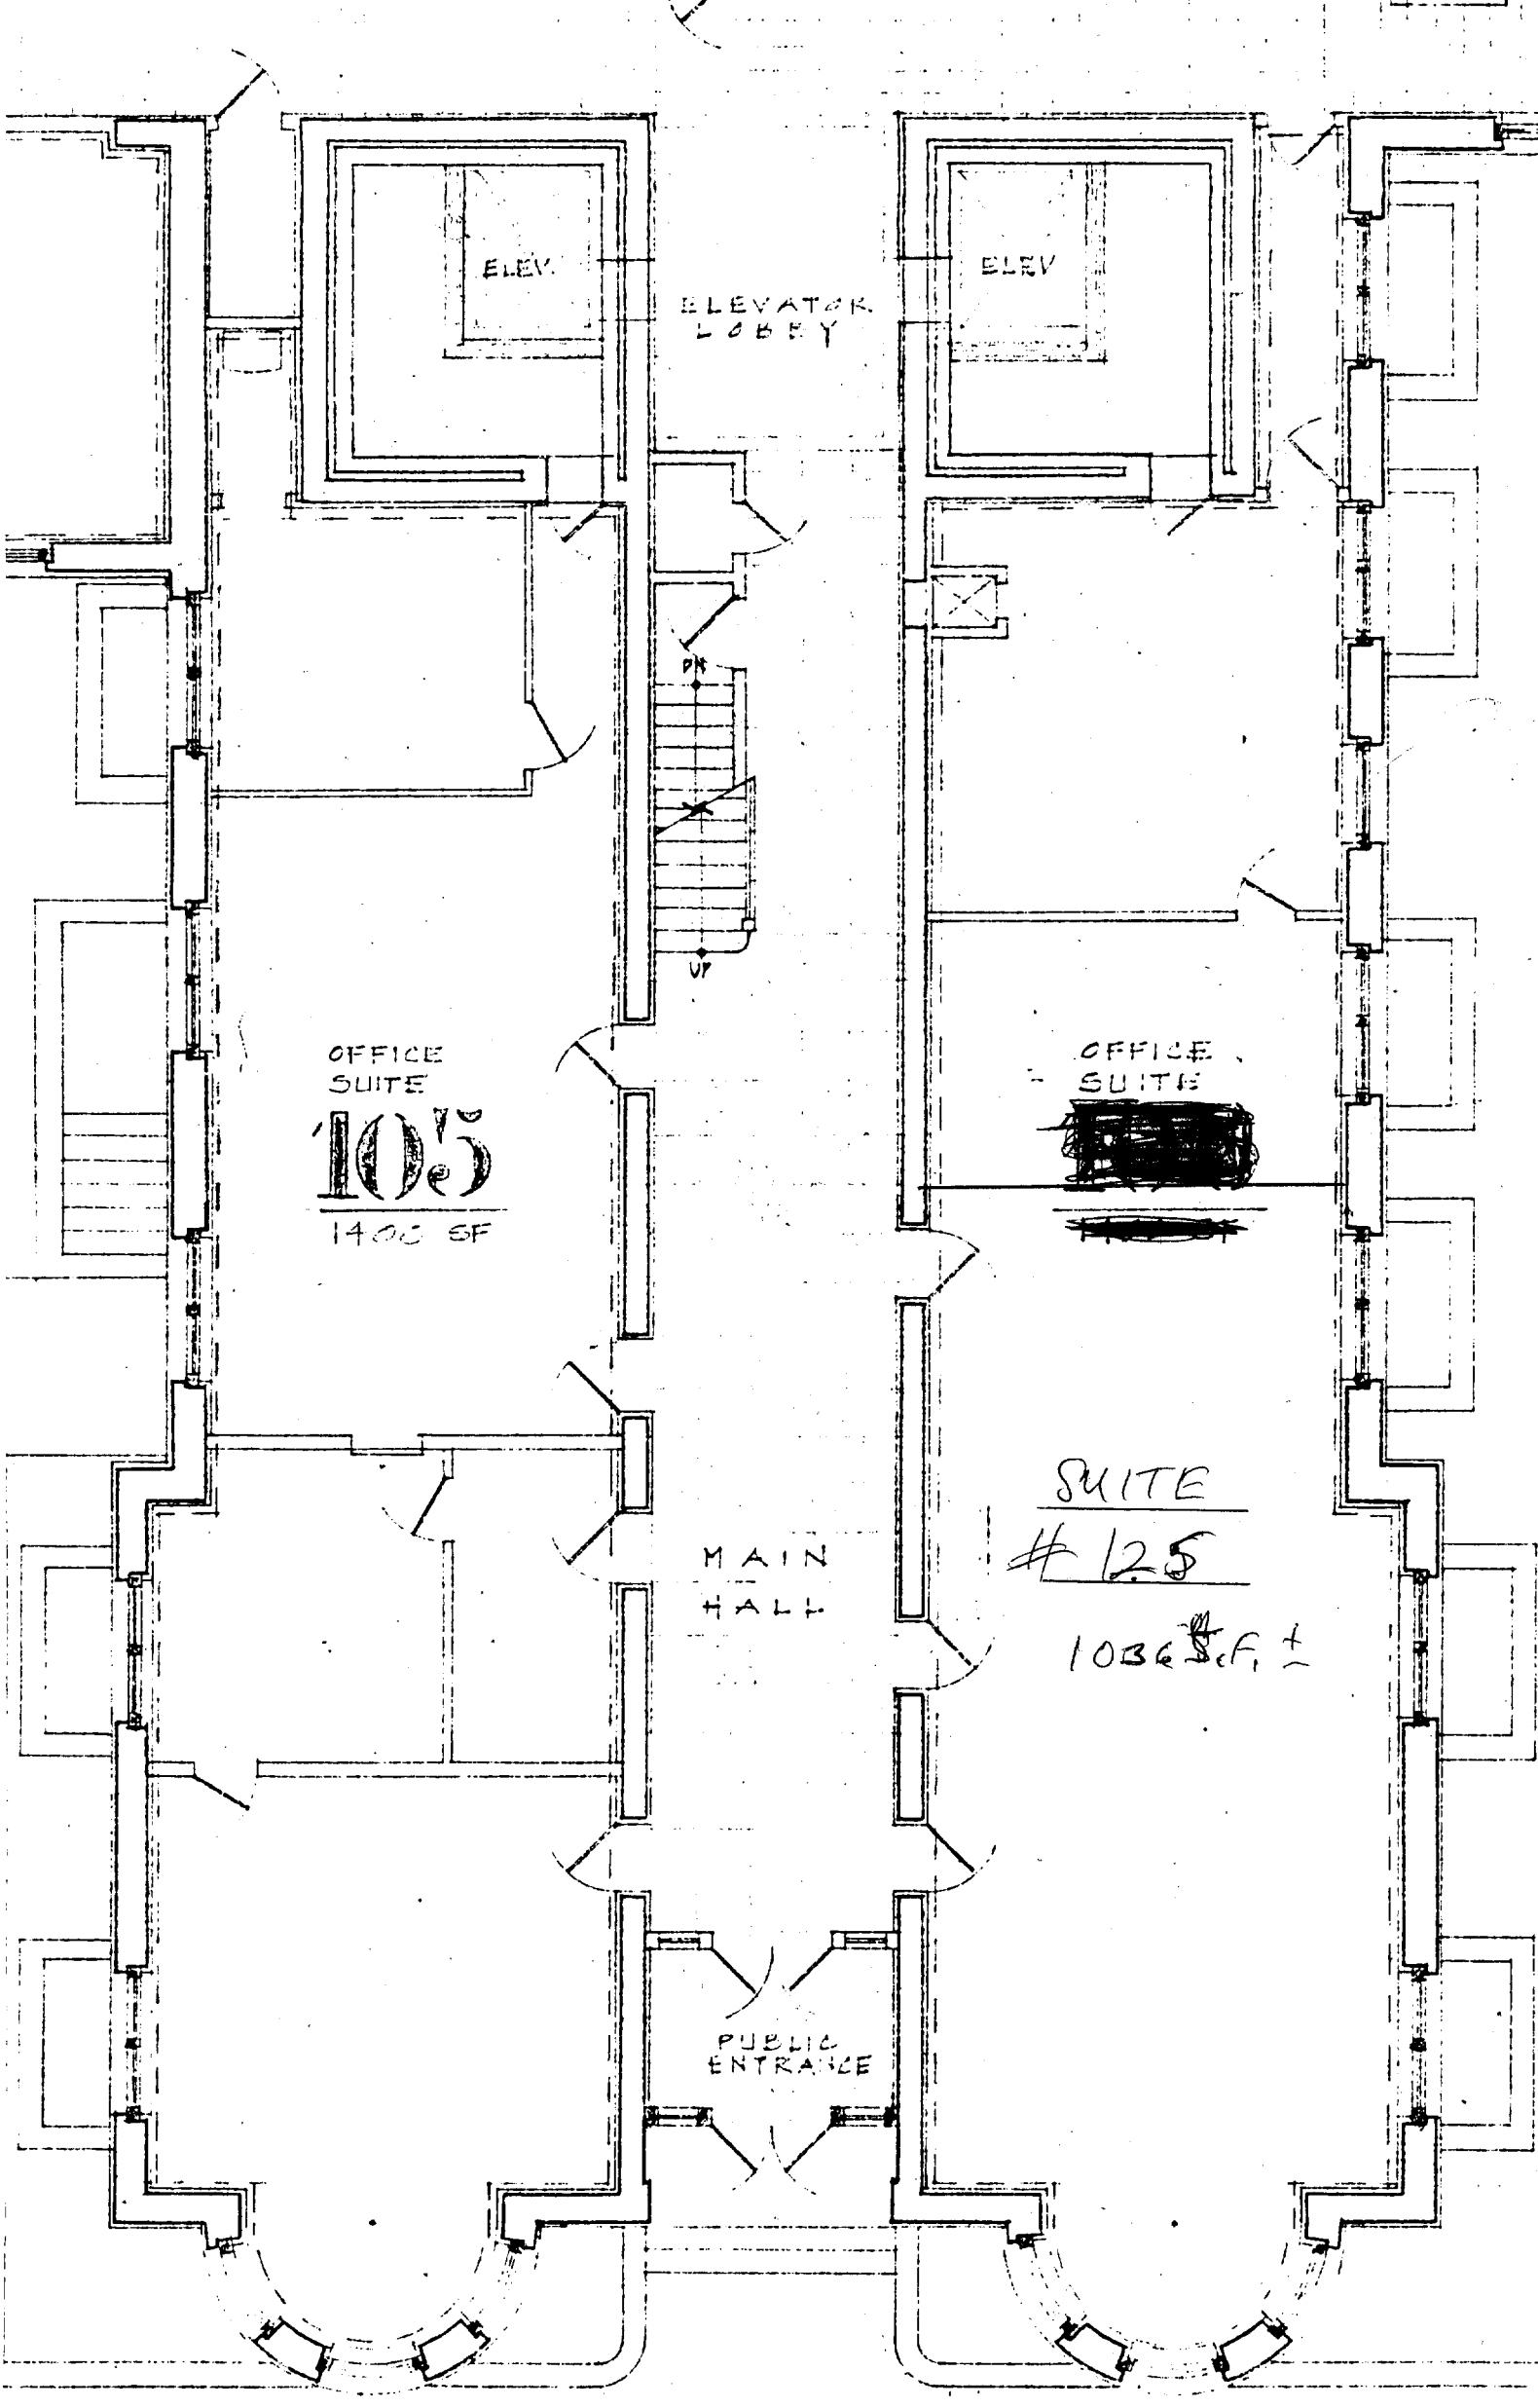 ELEV.
ELEV
ELEVATOR
LOBBY
DN
UP
OFFICE
SUITE
105
1400 SF
OFFICE
SUITE
SUITE
# 125
1036 S.F. ±
MAIN
HALL
PUBLIC
ENTRANCE